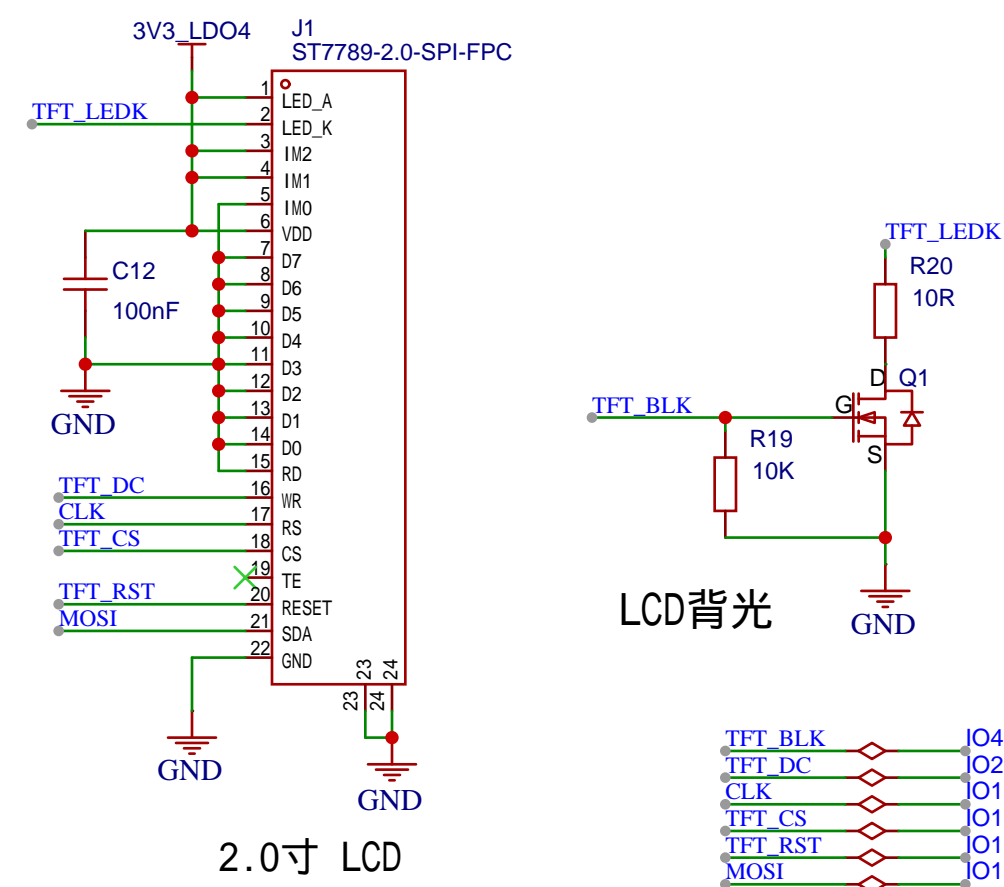 3V3_LDO4
J1
ST7789-2.0-SPI-FPC
TFT_LEDK
1 LED_A
2 LED_K
3 IM2
4 IM1
5 IM0
6 VDD
7 D7
8 D6
9 D5
10 D4
11 D3
12 D2
13 D1
14 D0
15 RD
16 WR
17 RS
18 CS
19 TE
20 RESET
21 SDA
22 GND
23 24
23 24
C12
100nF
GND
TFT_DC
CLK
TFT_CS
TFT_RST
MOSI
GND
GND
2.0寸 LCD
TFT_LEDK
R20
10R
D Q1
G
S
TFT_BLK
R19
10K
LCD背光
GND
TFT_BLK IO4
TFT_DC IO2
CLK IO1
TFT_CS IO1
TFT_RST IO1
MOSI IO1